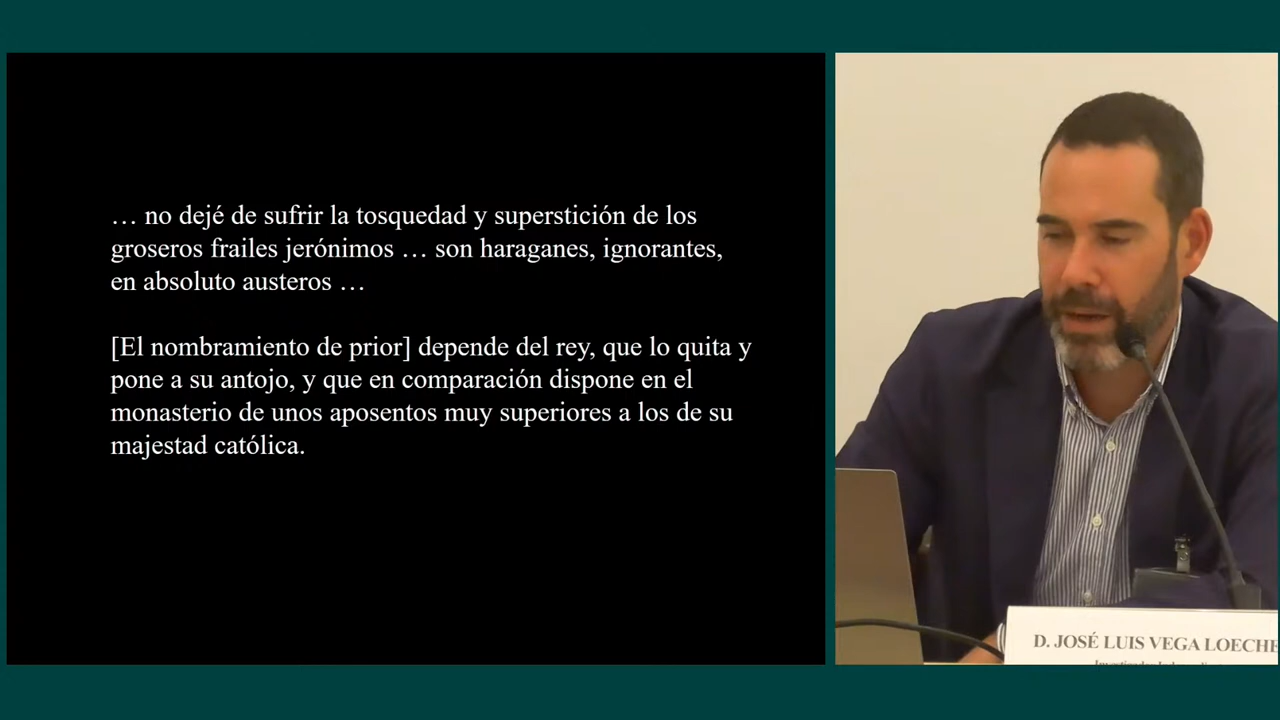 … no dejé de sufrir la tosquedad y superstición de los
groseros frailes jerónimos … son haraganes, ignorantes,
en absoluto austeros …
[El nombramiento de prior] depende del rey, que lo quita y
pone a su antojo, y que en comparación dispone en el
monasterio de unos aposentos muy superiores a los de su
majestad católica.
D. JOSÉ LUIS VEGA LOECHE